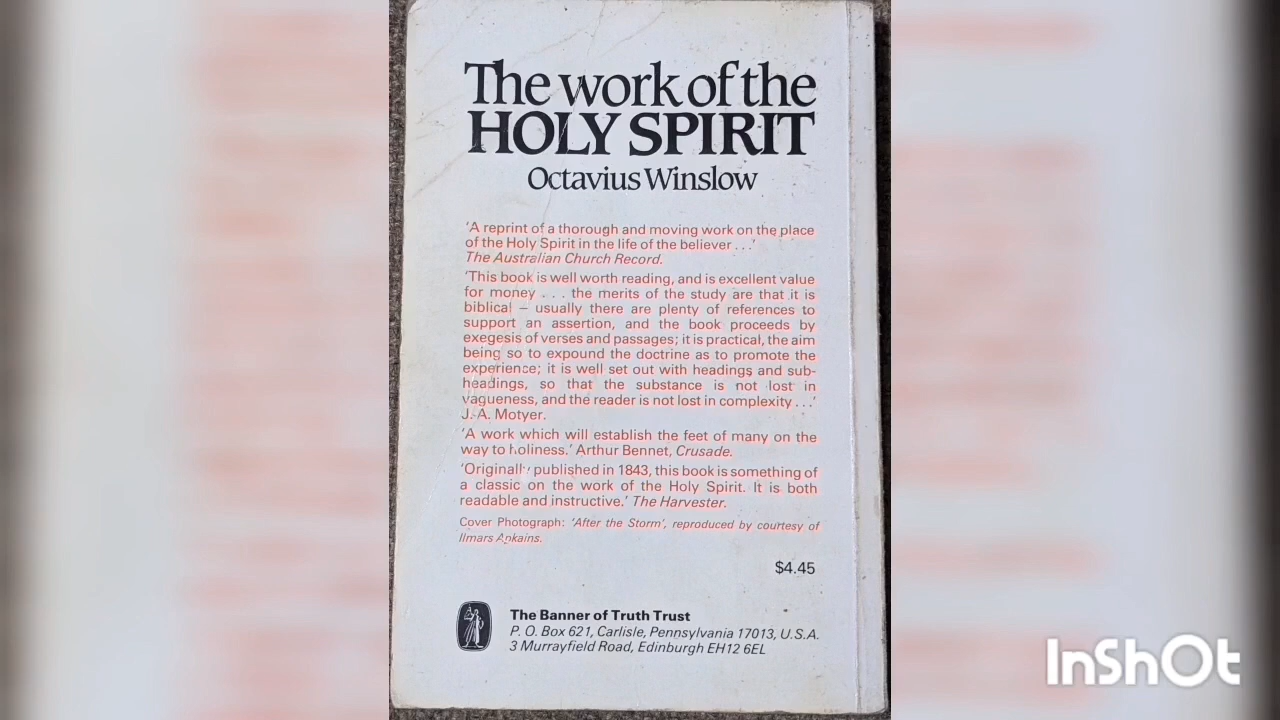 The work of the
HOLY SPIRIT
Octavius Winslow
'A reprint of a thorough and moving work on the place
of the Holy Spirit in the life of the believer . . .'
The Australian Church Record.
'This book is well worth reading, and is excellent value
for money . . . the merits of the study are that it is
biblical – usually there are plenty of references to
support an assertion, and the book proceeds by
exegesis of verses and passages; it is practical, the aim
being so to expound the doctrine as to promote the
experience; it is well set out with headings and sub-
headings, so that the substance is not lost in
vagueness, and the reader is not lost in complexity . . .'
J. A. Motyer.
'A work which will establish the feet of many on the
way to holiness.' Arthur Bennet, Crusade.
'Originally published in 1843, this book is something of
a classic on the work of the Holy Spirit. It is both
readable and instructive.' The Harvester.
Cover Photograph: 'After the Storm', reproduced by courtesy of
Ilmars Apkains.
$4.45
The Banner of Truth Trust
P. O. Box 621, Carlisle, Pennsylvania 17013, U.S.A.
3 Murrayfield Road, Edinburgh EH12 6EL
InShOt